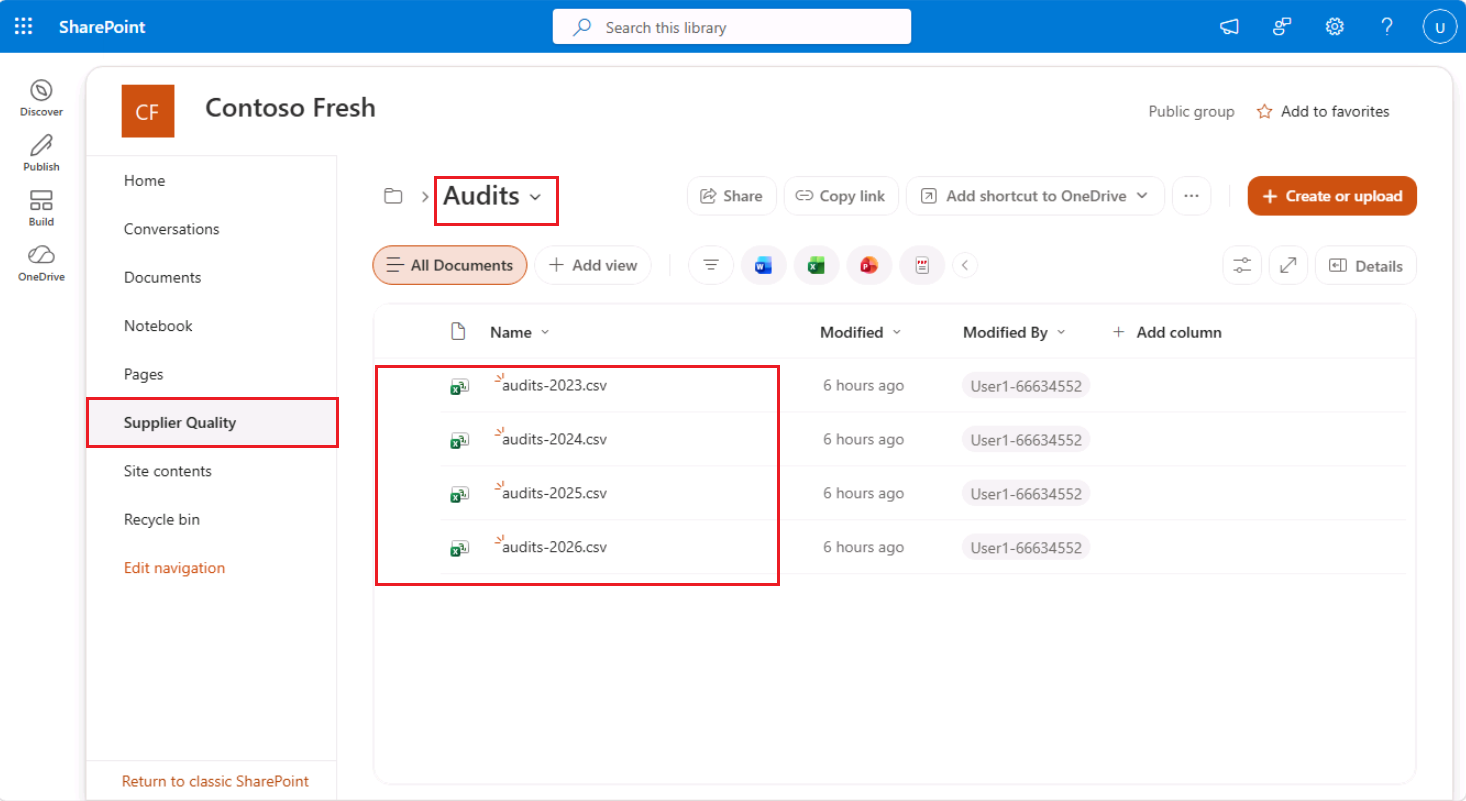 SharePoint
Search this library
U
Discover
Publish
Build
OneDrive
CF
Contoso Fresh
Public group
Add to favorites
Home
Conversations
Documents
Notebook
Pages
Supplier Quality
Site contents
Recycle bin
Edit navigation
Return to classic SharePoint
Audits
Share
Copy link
Add shortcut to OneDrive
Create or upload
All Documents
Add view
Details
Name Modified Modified By Add column
audits-2023.csv 6 hours ago User1-66634552
audits-2024.csv 6 hours ago User1-66634552
audits-2025.csv 6 hours ago User1-66634552
audits-2026.csv 6 hours ago User1-66634552